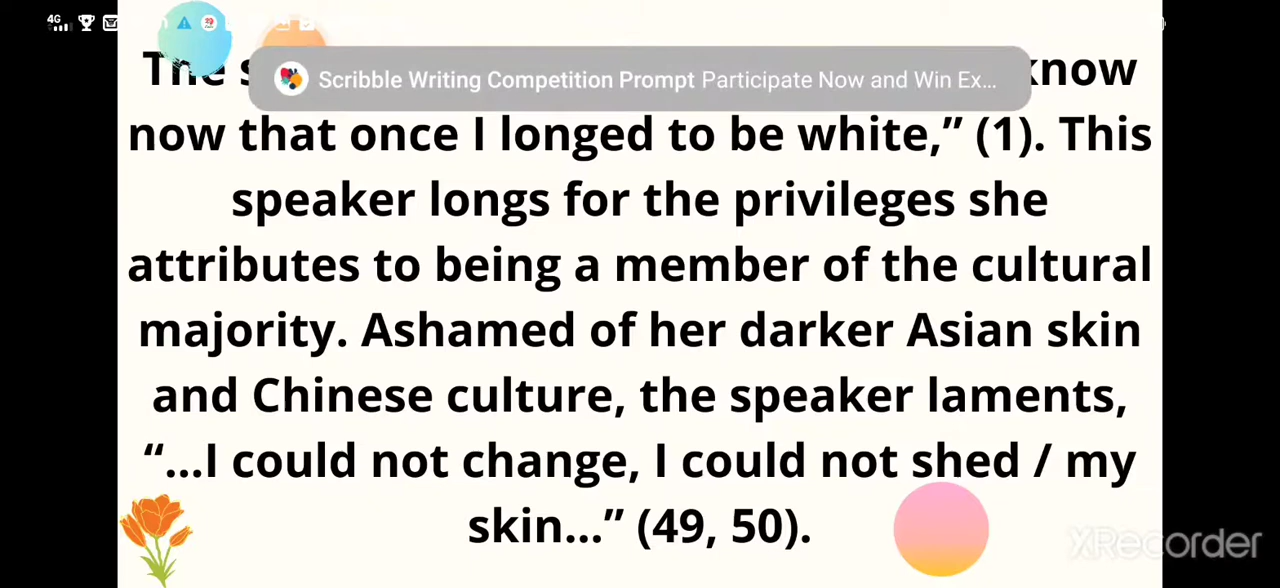 4G
Scribble Writing Competition Prompt Participate Now and Win Ex...
The know
now that once I longed to be white,” (1). This
speaker longs for the privileges she
attributes to being a member of the cultural
majority. Ashamed of her darker Asian skin
and Chinese culture, the speaker laments,
“...I could not change, I could not shed / my
skin...” (49, 50).
XRecorder